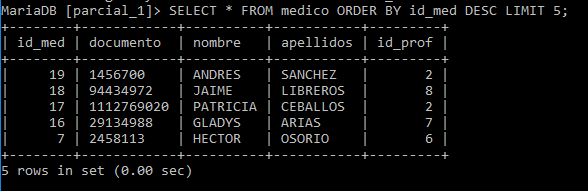 MariaDB [parcial_1]> SELECT * FROM medico ORDER BY id_med DESC LIMIT 5;
+--------+------------+----------+-----------+---------+
| id_med | documento  | nombre   | apellidos | id_prof |
+--------+------------+----------+-----------+---------+
|     19 | 1456700    | ANDRES   | SANCHEZ   |       2 |
|     18 | 94434972   | JAIME    | LIBREROS  |       8 |
|     17 | 1112769020 | PATRICIA | CEBALLOS  |       2 |
|     16 | 29134988   | GLADYS   | ARIAS     |       7 |
|      7 | 2458113    | HECTOR   | OSORIO    |       6 |
+--------+------------+----------+-----------+---------+
5 rows in set (0.00 sec)